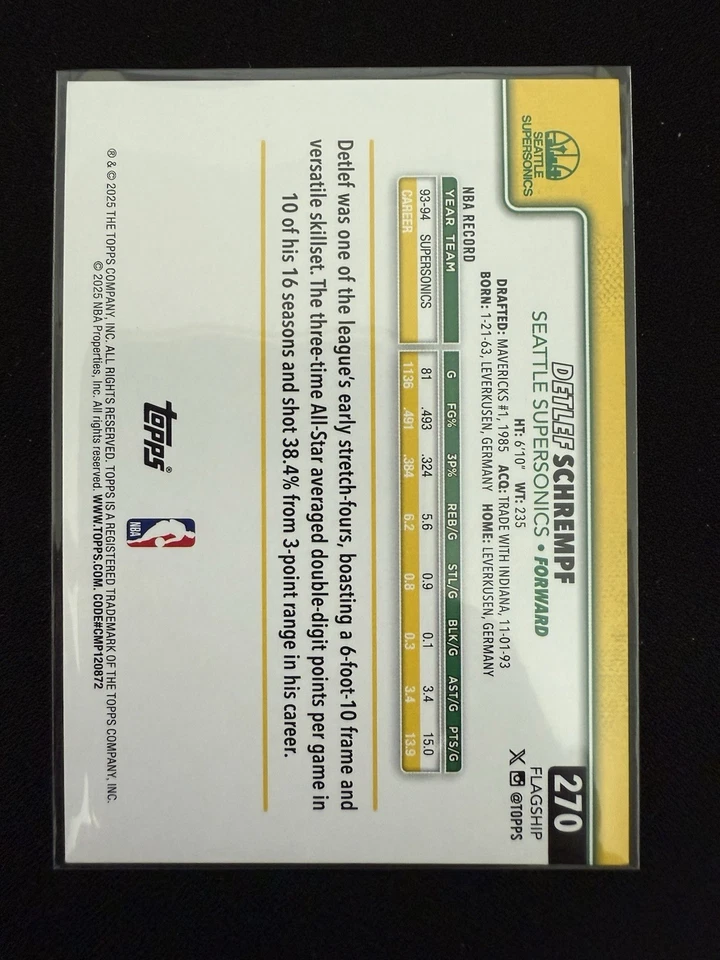 270
FLAGSHIP
X @TOPPS
SEATTLE
SUPERSONICS
DETLEF SCHREMPF
SEATTLE SUPERSONICS • FORWARD
HT: 6'10" WT: 235
DRAFTED: MAVERICKS #1, 1985 ACQ: TRADE WITH INDIANA, 11-01-93
BORN: 1-21-63, LEVERKUSEN, GERMANY HOME: LEVERKUSEN, GERMANY
NBA RECORD
YEAR TEAM G FG% 3P% REB/G STL/G BLK/G AST/G PTS/G
93-94 SUPERSONICS 81 .493 .324 5.6 0.9 0.1 3.4 15.0
CAREER 1136 .491 .384 6.2 0.8 0.3 3.4 13.9
Detlef was one of the league's early stretch-fours, boasting a 6-foot-10 frame and
versatile skillset. The three-time All-Star averaged double-digit points per game in
10 of his 16 seasons and shot 38.4% from 3-point range in his career.
topps®
NBA
® & © 2025 THE TOPPS COMPANY, INC. ALL RIGHTS RESERVED. TOPPS IS A REGISTERED TRADEMARK OF THE TOPPS COMPANY, INC.
© 2025 NBA Properties, Inc. All rights reserved. WWW.TOPPS.COM. CODE#CMP120872